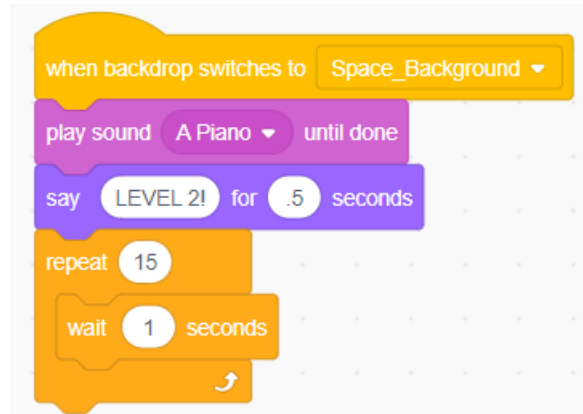 when backdrop switches to Space_Background
play sound A Piano until done
say LEVEL 2! for .5 seconds
repeat 15
wait 1 seconds